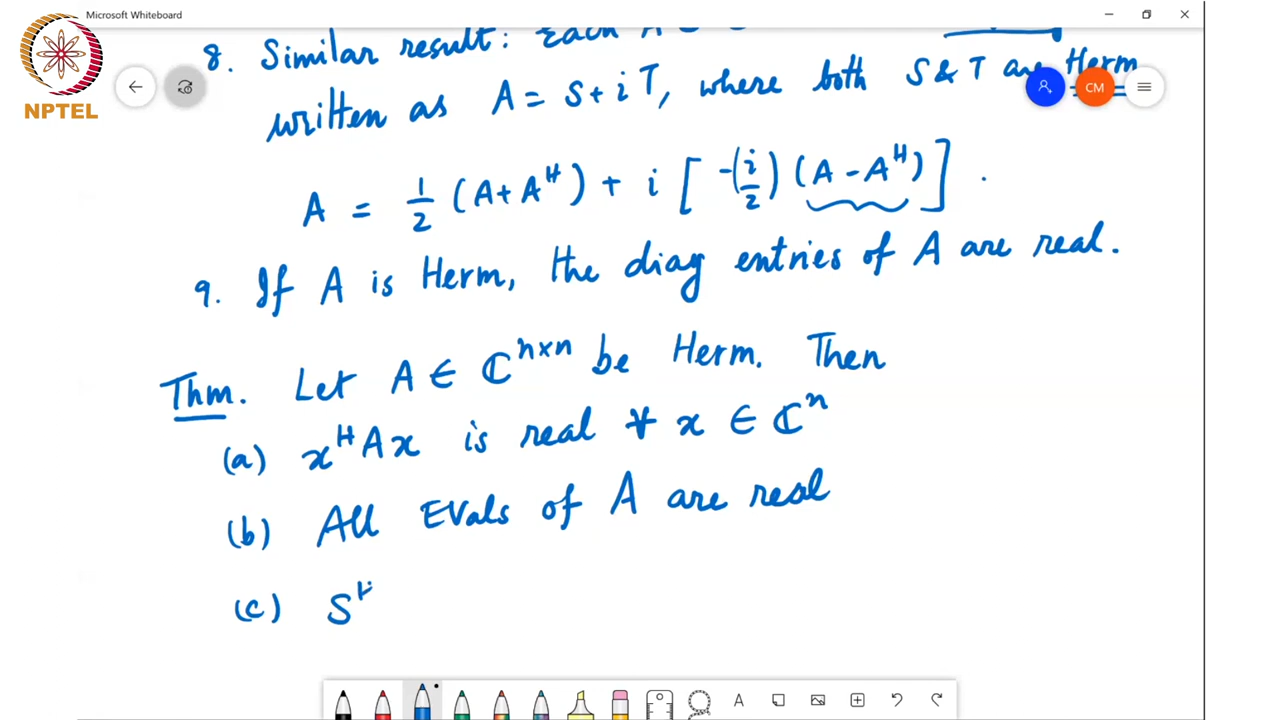 Microsoft Whiteboard
NPTEL
8. Similar result: Each A ∈
written as A = S + iT, where both S & T are Herm
CM
A = 1/2 (A + A^H) + i [ -(i/2) (A - A^H) ] .
9. If A is Herm, the diag entries of A are real.
Thm. Let A ∈ ℂ^{n×n} be Herm. Then
(a) x^H A x is real ∀ x ∈ ℂ^n
(b) All Evals of A are real
(c) S
A